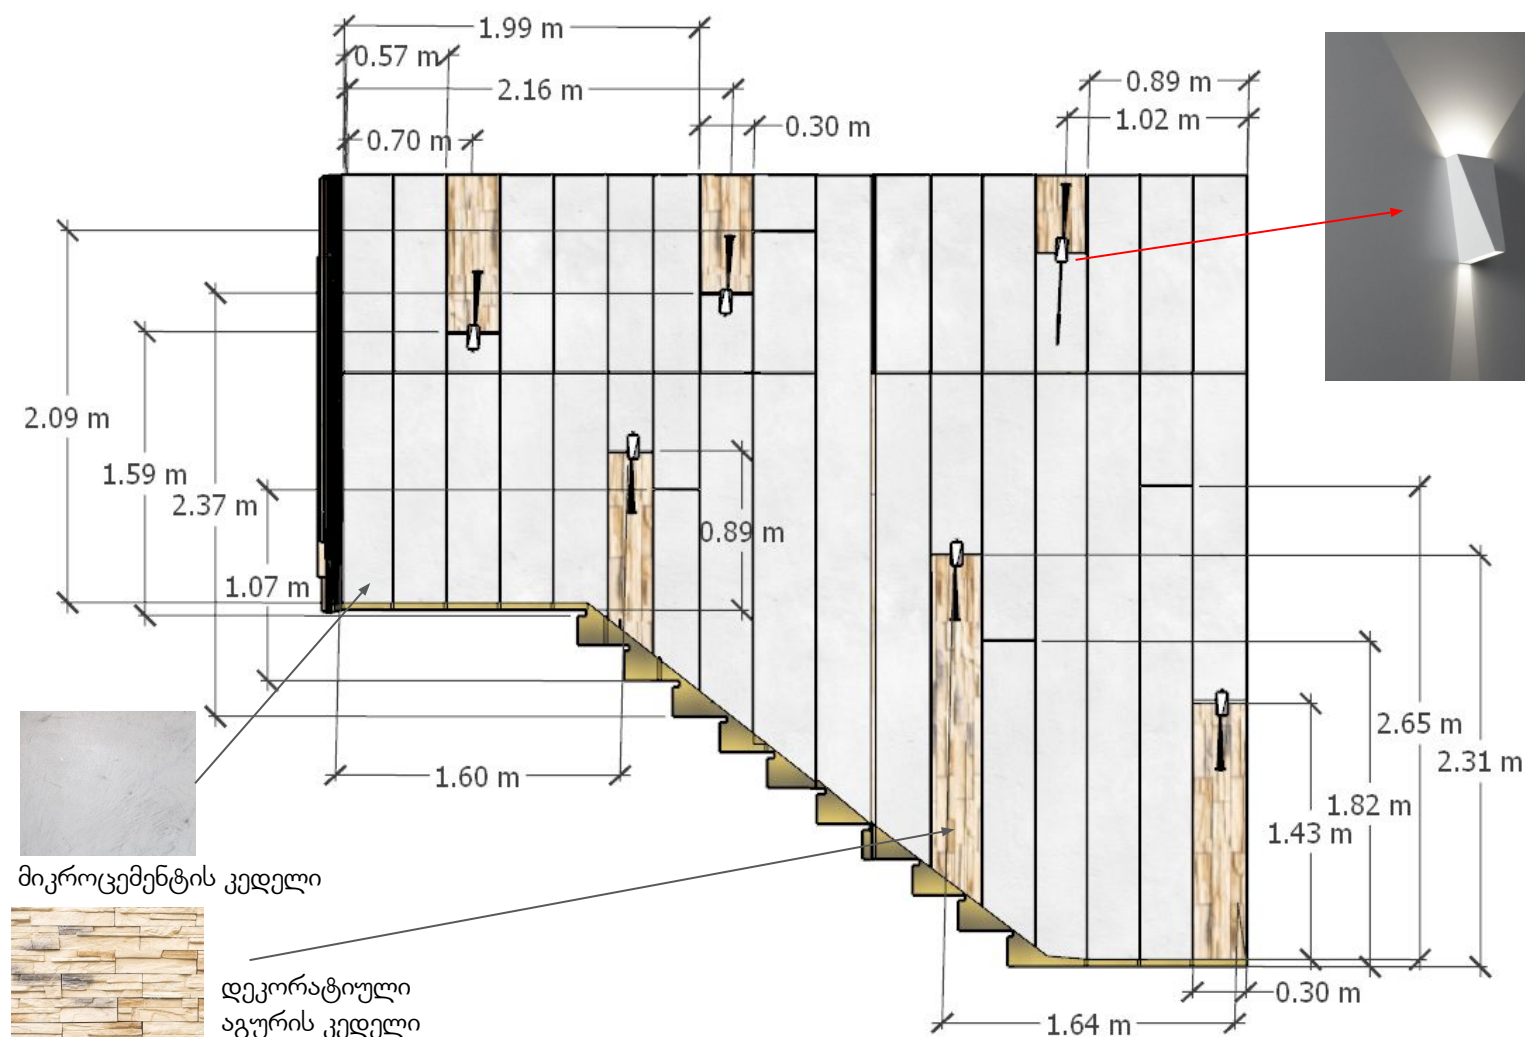 1.99 m
0.57 m
2.16 m
0.70 m
0.30 m
0.89 m
1.02 m
2.09 m
1.59 m
2.37 m
1.07 m
0.89 m
1.60 m
2.65 m
2.31 m
1.82 m
1.43 m
0.30 m
1.64 m
მიკროცემენტის კედელი
დეკორატიული
აგურის კედელი